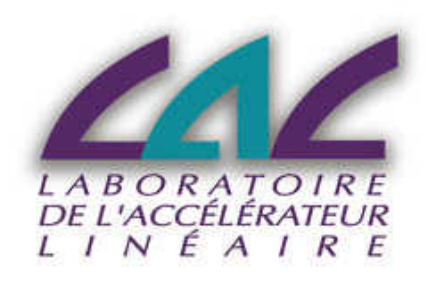 LAL
LABORATOIRE
DE L'ACCÉLÉRATEUR
LINÉAIRE